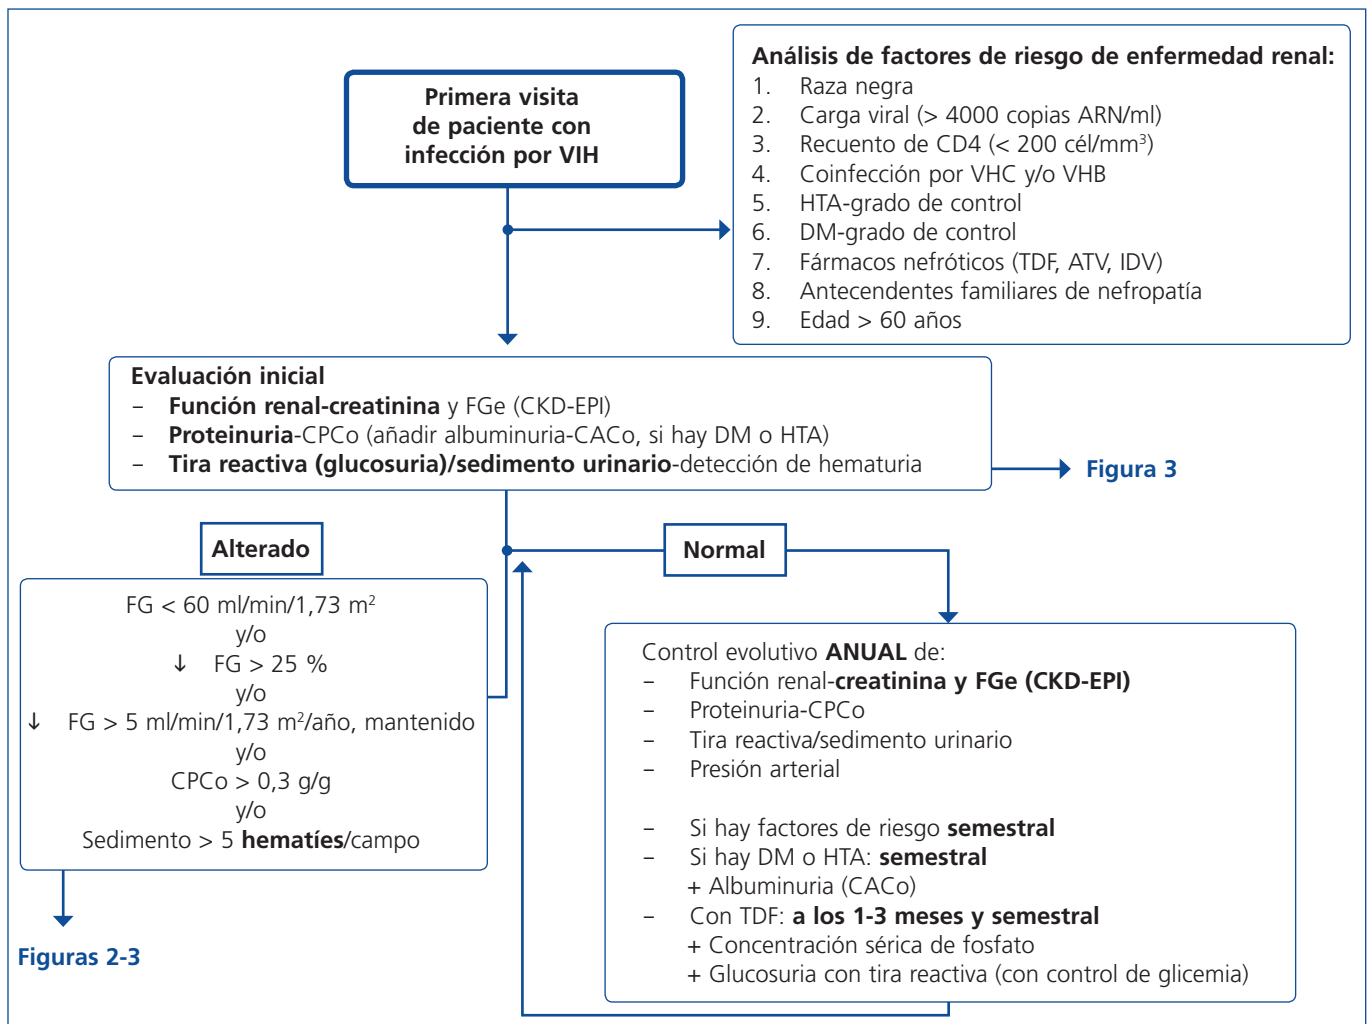 Primera visita
de paciente con
infección por VIH
Análisis de factores de riesgo de enfermedad renal:
1. Raza negra
2. Carga viral (> 4000 copias ARN/ml)
3. Recuento de CD4 (< 200 cél/mm³)
4. Coinfección por VHC y/o VHB
5. HTA-grado de control
6. DM-grado de control
7. Fármacos nefróticos (TDF, ATV, IDV)
8. Antecendentes familiares de nefropatía
9. Edad > 60 años
Evaluación inicial
– Función renal-creatinina y FGe (CKD-EPI)
– Proteinuria-CPCo (añadir albuminuria-CACo, si hay DM o HTA)
– Tira reactiva (glucosuria)/sedimento urinario-detección de hematuria
Figura 3
Alterado
FG < 60 ml/min/1,73 m²
y/o
↓ FG > 25 %
y/o
↓ FG > 5 ml/min/1,73 m²/año, mantenido
y/o
CPCo > 0,3 g/g
y/o
Sedimento > 5 hematíes/campo
Figuras 2-3
Normal
Control evolutivo ANUAL de:
– Función renal-creatinina y FGe (CKD-EPI)
– Proteinuria-CPCo
– Tira reactiva/sedimento urinario
– Presión arterial
– Si hay factores de riesgo semestral
– Si hay DM o HTA: semestral
+ Albuminuria (CACo)
– Con TDF: a los 1-3 meses y semestral
+ Concentración sérica de fosfato
+ Glucosuria con tira reactiva (con control de glicemia)